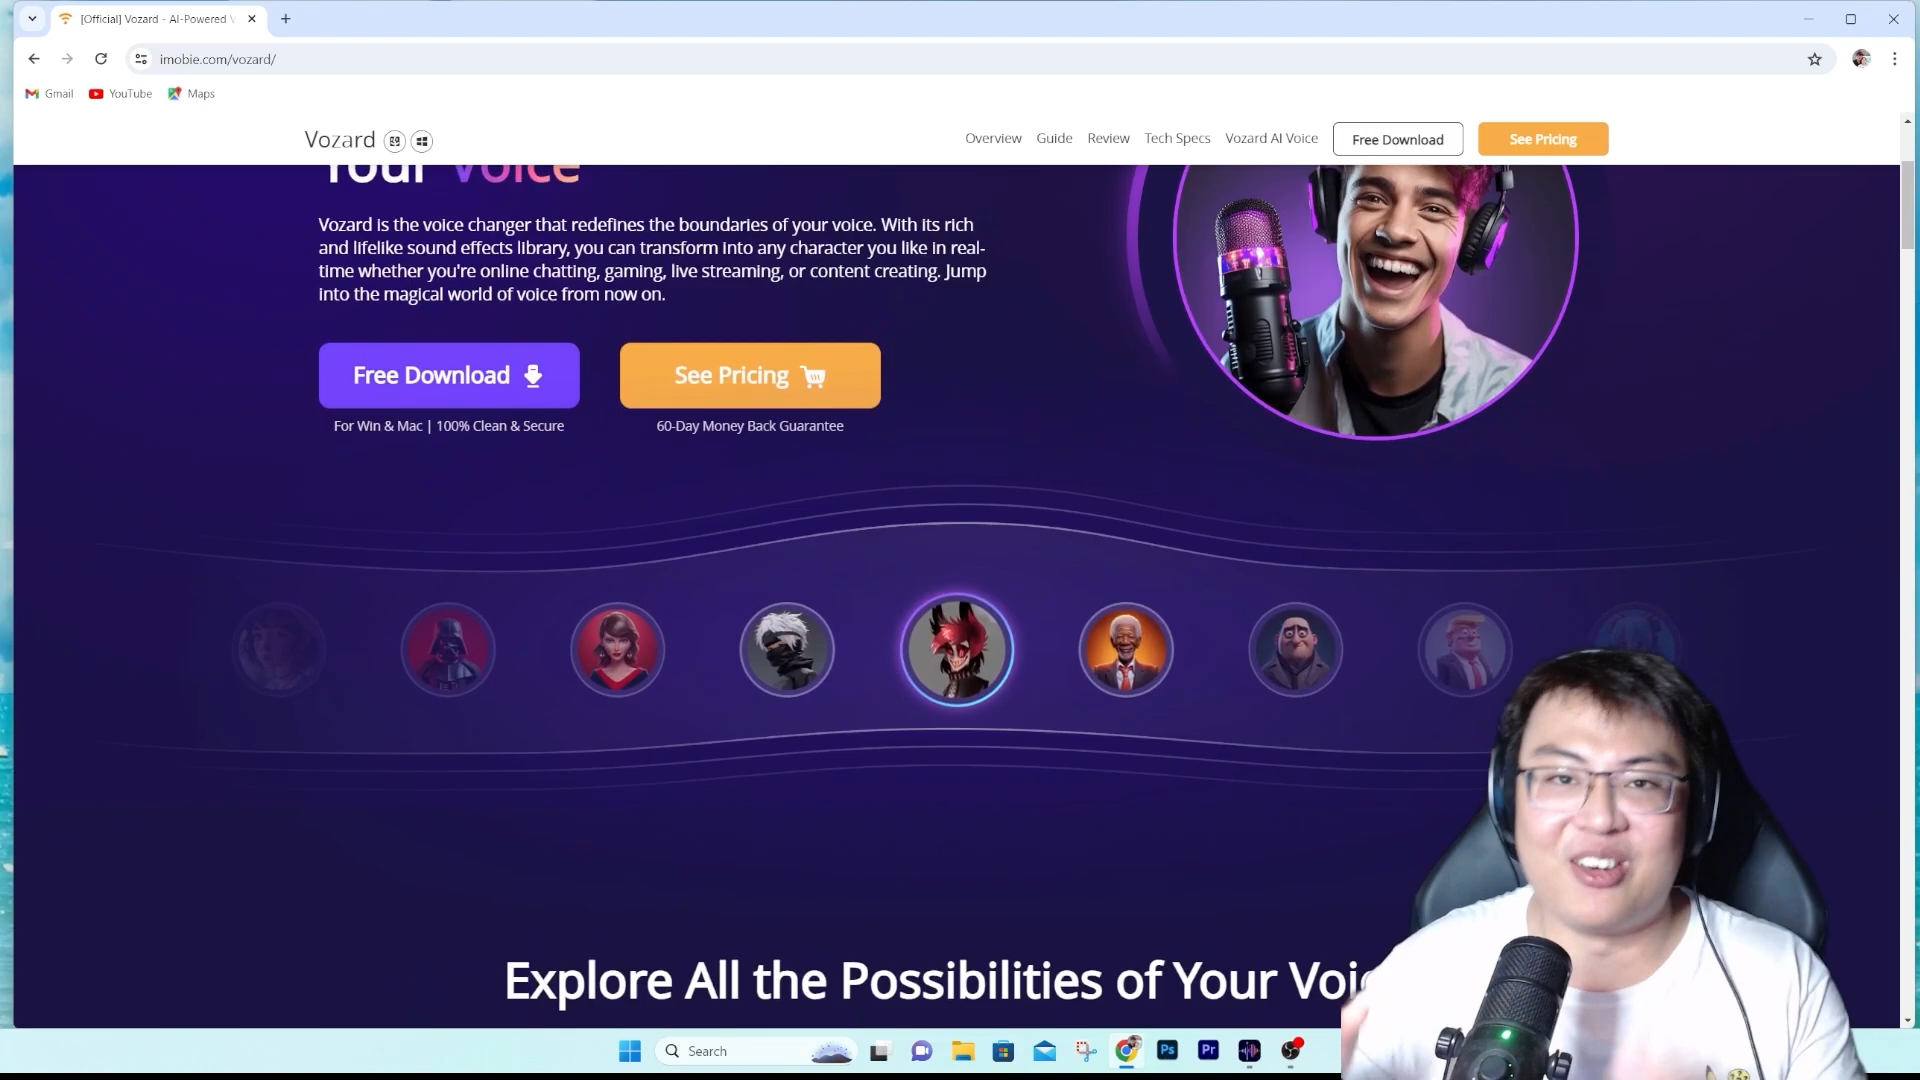 [Official] Vozard - AI-Powered V
imobie.com/vozard/
Gmail YouTube Maps
Vozard Overview Guide Review Tech Specs Vozard AI Voice Free Download See Pricing
Your Voice
Vozard is the voice changer that redefines the boundaries of your voice. With its rich
and lifelike sound effects library, you can transform into any character you like in real-
time whether you're online chatting, gaming, live streaming, or content creating. Jump
into the magical world of voice from now on.
Free Download See Pricing
For Win & Mac | 100% Clean & Secure 60-Day Money Back Guarantee
Explore All the Possibilities of Your Voic
Search Ps Pr